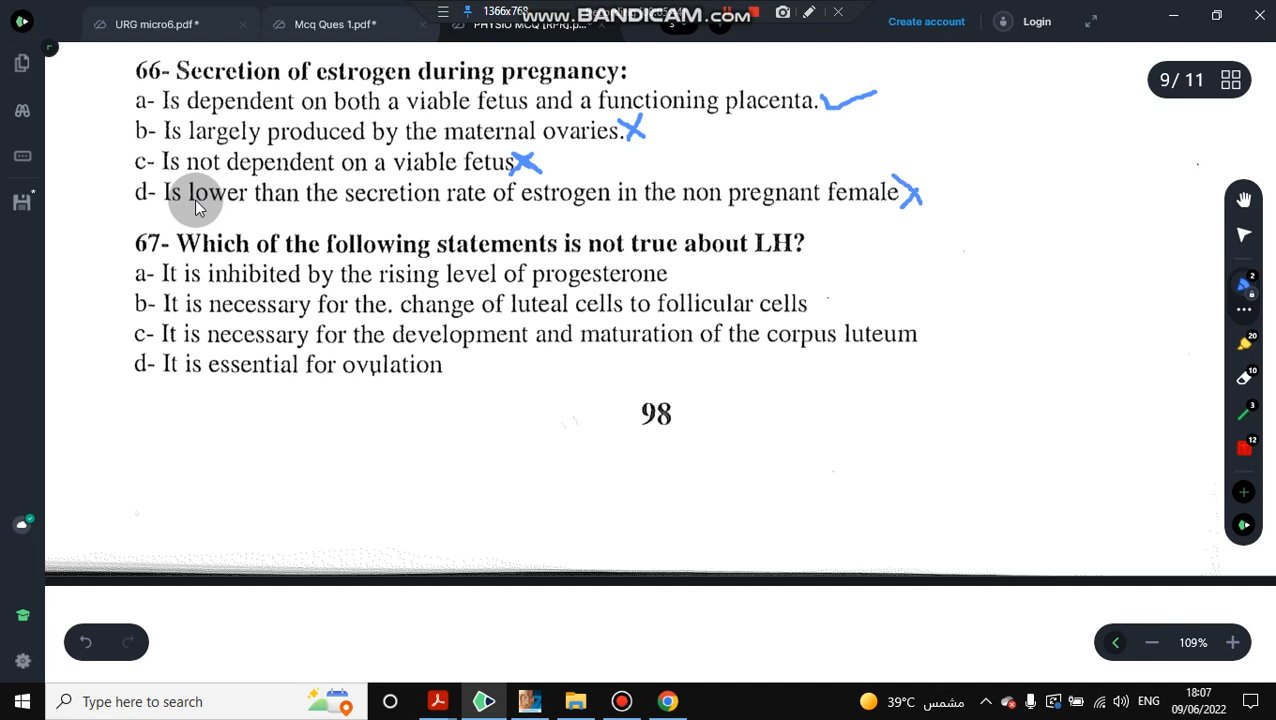 URG micro6.pdf*
Mcq Ques 1.pdf*
1366x768
www.BANDICAM.com
Create account
Login
66- Secretion of estrogen during pregnancy:
a- Is dependent on both a viable fetus and a functioning placenta.
b- Is largely produced by the maternal ovaries.
c- Is not dependent on a viable fetus
d- Is lower than the secretion rate of estrogen in the non pregnant female
67- Which of the following statements is not true about LH?
a- It is inhibited by the rising level of progesterone
b- It is necessary for the. change of luteal cells to follicular cells
c- It is necessary for the development and maturation of the corpus luteum
d- It is essential for ovulation
98
9/11
2
20
10
3
12
109%
Type here to search
39°C
مشمس
ENG
18:07
09/06/2022